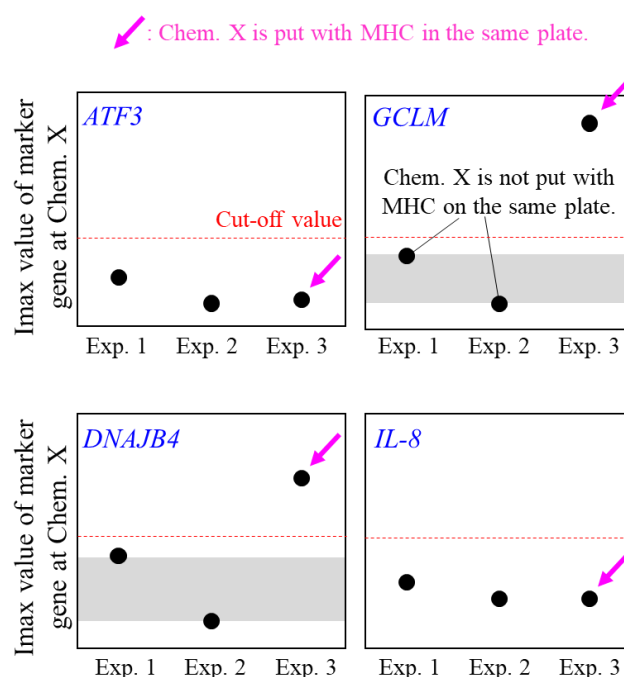 : Chem. X is put with MHC in the same plate.
ATF3
GCLM
Imax value of marker
gene at Chem. X
Cut-off value
Chem. X is not put with
MHC on the same plate.
Exp. 1 Exp. 2 Exp. 3
Exp. 1 Exp. 2 Exp. 3
DNAJB4
IL-8
Imax value of marker
gene at Chem. X
Exp. 1 Exp. 2 Exp. 3
Exp. 1 Exp. 2 Exp. 3